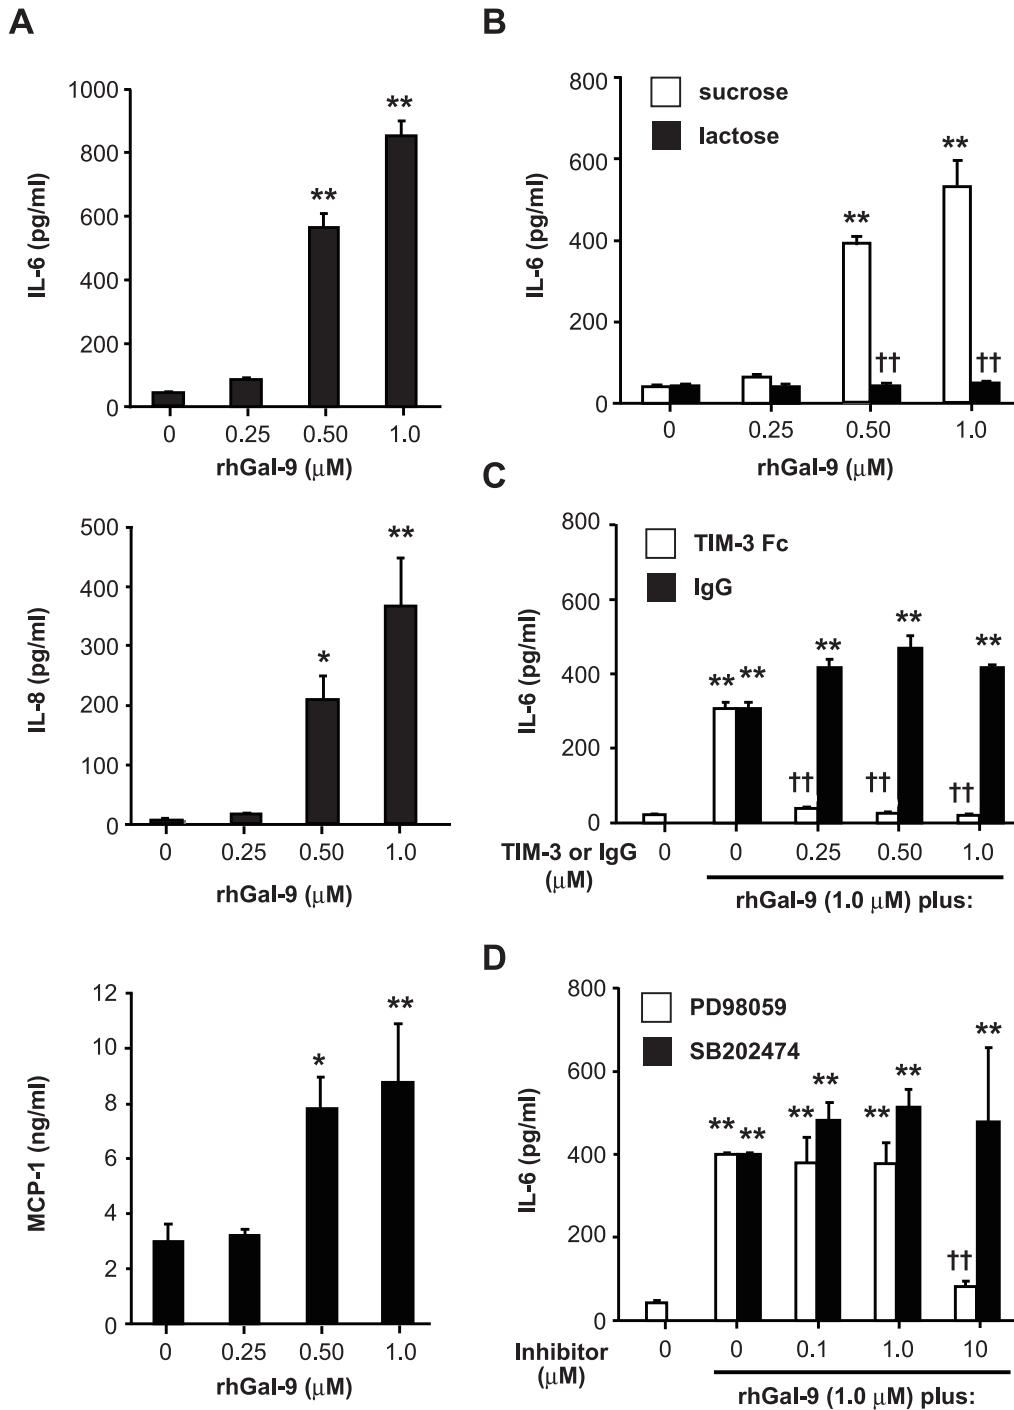 A
IL-6 (pg/ml)
1000
800
600
400
200
0
**
**
0 0.25 0.50 1.0
rhGal-9 (μM)
IL-8 (pg/ml)
500
400
300
200
100
0
*
**
0 0.25 0.50 1.0
rhGal-9 (μM)
MCP-1 (ng/ml)
12
10
8
6
4
2
0
*
**
0 0.25 0.50 1.0
rhGal-9 (μM)
B
sucrose
lactose
IL-6 (pg/ml)
800
600
400
200
0
**
**
†† ††
0 0.25 0.50 1.0
rhGal-9 (μM)
C
TIM-3 Fc
IgG
IL-6 (pg/ml)
800
600
400
200
0
** ** ** ** **
†† †† ††
TIM-3 or IgG 0 0 0.25 0.50 1.0
(μM)
rhGal-9 (1.0 μM) plus:
D
PD98059
SB202474
IL-6 (pg/ml)
800
600
400
200
0
** ** ** ** ** ** **
††
Inhibitor 0 0 0.1 1.0 10
(μM)
rhGal-9 (1.0 μM) plus: